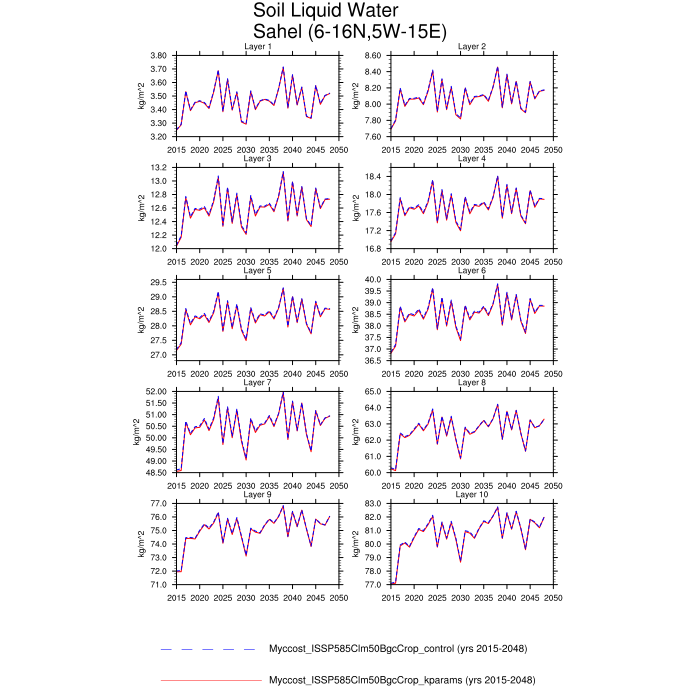 Soil Liquid Water
Sahel (6-16N,5W-15E)
Layer 1
3.80
3.70
3.60
3.50
3.40
3.30
3.20
kg/m^2
2015 2020 2025 2030 2035 2040 2045 2050
Layer 2
8.60
8.40
8.20
8.00
7.80
7.60
kg/m^2
2015 2020 2025 2030 2035 2040 2045 2050
Layer 3
13.2
13.0
12.8
12.6
12.4
12.2
12.0
kg/m^2
2015 2020 2025 2030 2035 2040 2045 2050
Layer 4
18.4
18.0
17.6
17.2
16.8
kg/m^2
2015 2020 2025 2030 2035 2040 2045 2050
Layer 5
29.5
29.0
28.5
28.0
27.5
27.0
kg/m^2
2015 2020 2025 2030 2035 2040 2045 2050
Layer 6
40.0
39.5
39.0
38.5
38.0
37.5
37.0
36.5
kg/m^2
2015 2020 2025 2030 2035 2040 2045 2050
Layer 7
52.00
51.50
51.00
50.50
50.00
49.50
49.00
48.50
kg/m^2
2015 2020 2025 2030 2035 2040 2045 2050
Layer 8
65.0
64.0
63.0
62.0
61.0
60.0
kg/m^2
2015 2020 2025 2030 2035 2040 2045 2050
Layer 9
77.0
76.0
75.0
74.0
73.0
72.0
71.0
kg/m^2
2015 2020 2025 2030 2035 2040 2045 2050
Layer 10
83.0
82.0
81.0
80.0
79.0
78.0
77.0
kg/m^2
2015 2020 2025 2030 2035 2040 2045 2050
Myccost_ISSP585Clm50BgcCrop_control (yrs 2015-2048)
Myccost_ISSP585Clm50BgcCrop_kparams (yrs 2015-2048)